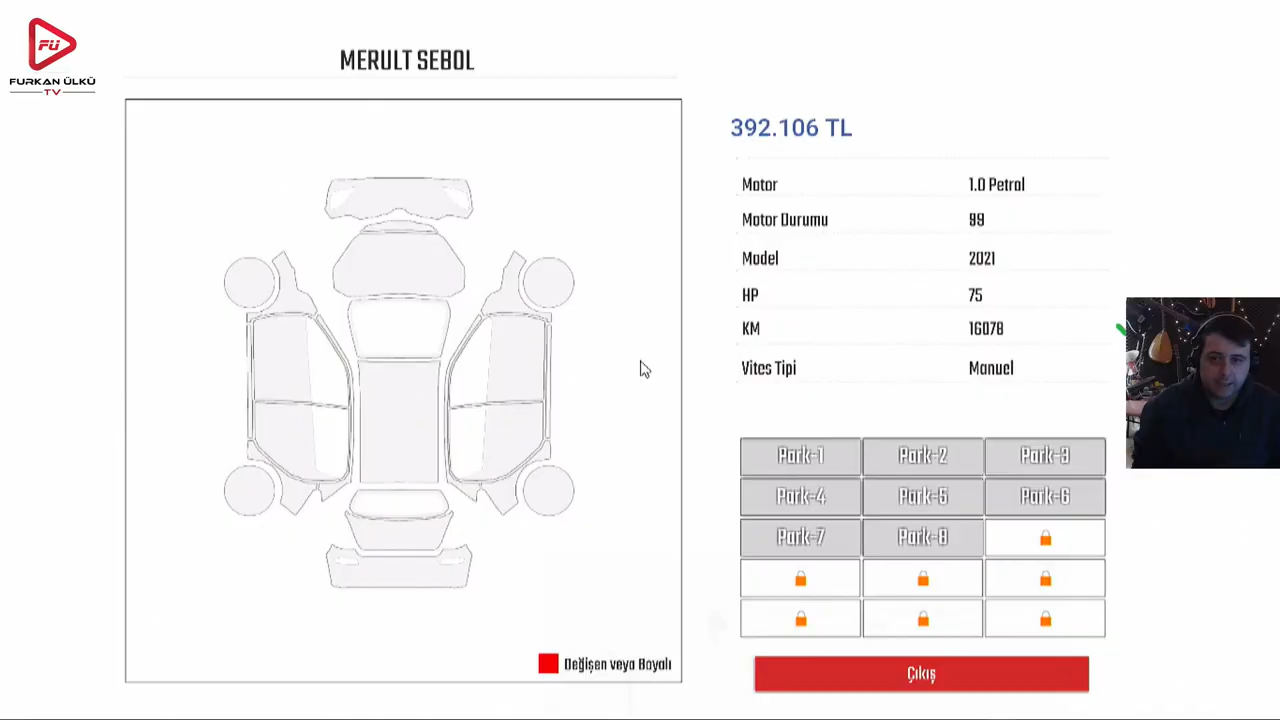 FU
FURKAN ÜLKÜ
TV
MERULT SEBOL
392.106 TL
Motor 1.0 Petrol
Motor Durumu 99
Model 2021
HP 75
KM 16078
Vites Tipi Manuel
Park-1 Park-2 Park-3
Park-4 Park-5 Park-6
Park-7 Park-8
Değişen veya Boyalı
Çıkış